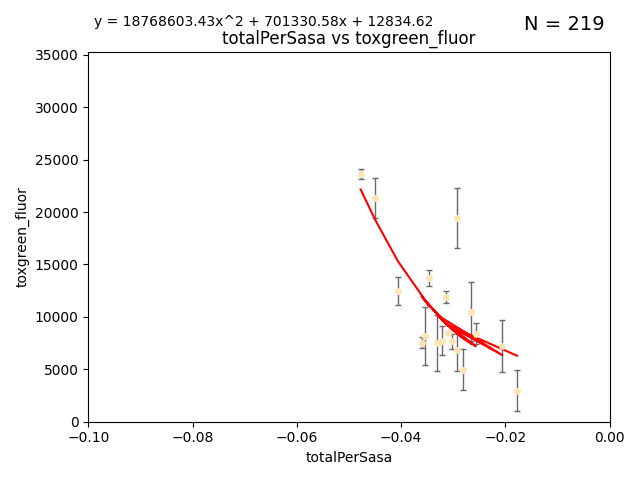 y = 18768603.43x^2 + 701330.58x + 12834.62
N = 219
totalPerSasa vs toxgreen_fluor
35000
30000
25000
20000
15000
10000
5000
0
toxgreen_fluor
−0.10
−0.08
−0.06
−0.04
−0.02
0.00
totalPerSasa